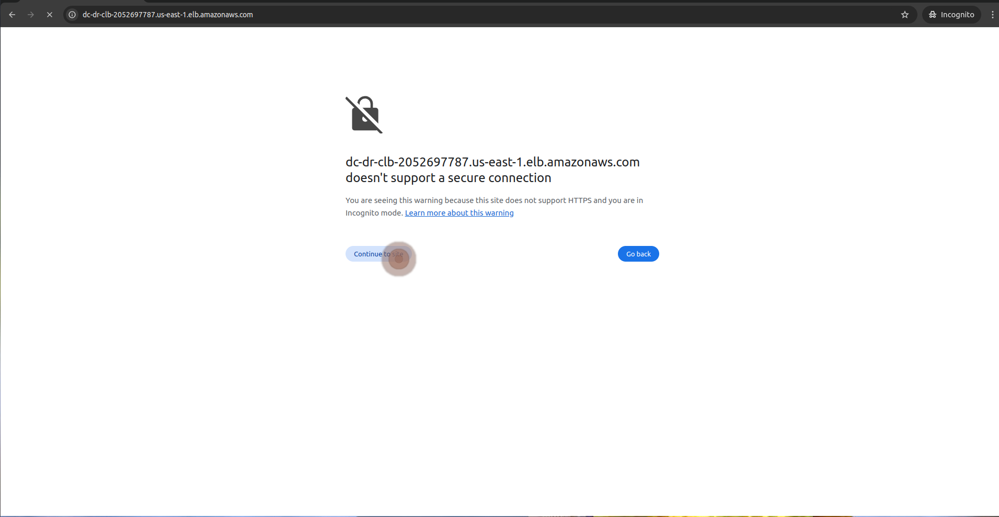 dc-dr-clb-2052697787.us-east-1.elb.amazonaws.com
Incognito
dc-dr-clb-2052697787.us-east-1.elb.amazonaws.com
doesn't support a secure connection
You are seeing this warning because this site does not support HTTPS and you are in
Incognito mode. Learn more about this warning
Continue to site
Go back